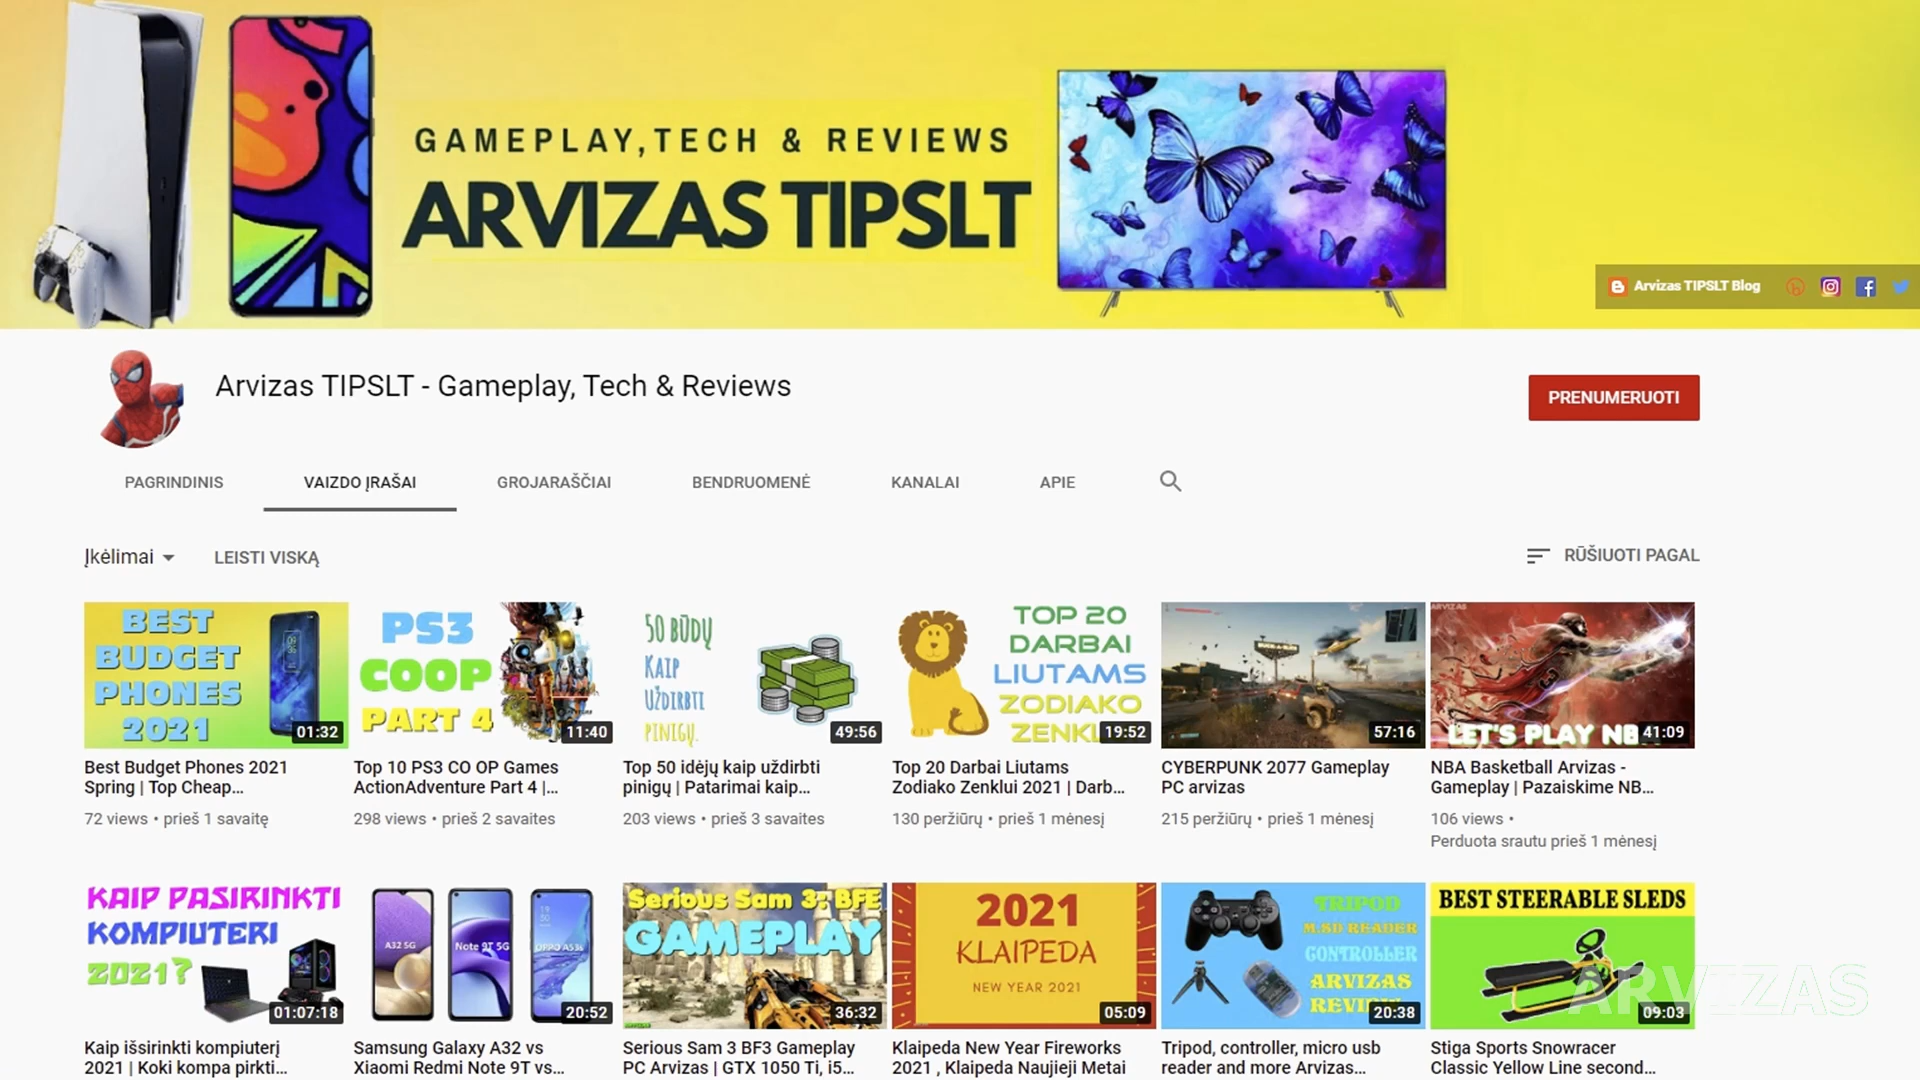 GAMEPLAY,TECH & REVIEWS
ARVIZAS TIPSLT
Arvizas TIPSLT Blog
Arvizas TIPSLT - Gameplay, Tech & Reviews
PRENUMERUOTI
PAGRINDINIS
VAIZDO ĮRAŠAI
GROJARAŠČIAI
BENDRUOMENĖ
KANALAI
APIE
Įkėlimai
LEISTI VISKĄ
RŪŠIUOTI PAGAL
BEST
BUDGET
PHONES
2021
01:32
Best Budget Phones 2021
Spring | Top Cheap...
72 views • prieš 1 savaitę
PS3
COOP
PART 4
11:40
Top 10 PS3 CO OP Games
ActionAdventure Part 4 |...
298 views • prieš 2 savaites
50 BŪDŲ
KAIP
UŽDIRBTI
PINIGŲ.
49:56
Top 50 idėjų kaip uždirbti
pinigų | Patarimai kaip...
203 views • prieš 3 savaites
TOP 20
DARBAI
LIUTAMS
ZODIAKO
ZENKL
19:52
Top 20 Darbai Liutams
Zodiako Zenklui 2021 | Darb...
130 peržiūrų • prieš 1 mėnesį
57:16
CYBERPUNK 2077 Gameplay
PC arvizas
215 peržiūrų • prieš 1 mėnesį
ARVIZAS
LET'S PLAY NB
41:09
NBA Basketball Arvizas -
Gameplay | Pazaiskime NB...
106 views •
Perduota srautu prieš 1 mėnesį
KAIP PASIRINKTI
KOMPIUTERI
2021?
01:07:18
Kaip išsirinkti kompiuterį
2021 | Koki kompa pirkti...
A32 5G
Note 9T 5G
OPPO A53s
20:52
Samsung Galaxy A32 vs
Xiaomi Redmi Note 9T vs...
Serious Sam 3: BFE
GAMEPLAY
36:32
Serious Sam 3 BF3 Gameplay
PC Arvizas | GTX 1050 Ti, i5...
2021
KLAIPEDA
NEW YEAR 2021
05:09
Klaipeda New Year Fireworks
2021 , Klaipeda Naujieji Metai
TRIPOD
M.SD READER
CONTROLLER
ARVIZAS
REVIEW
20:38
Tripod, controller, micro usb
reader and more Arvizas...
BEST STEERABLE SLEDS
09:03
Stiga Sports Snowracer
Classic Yellow Line second...
ARVIZAS